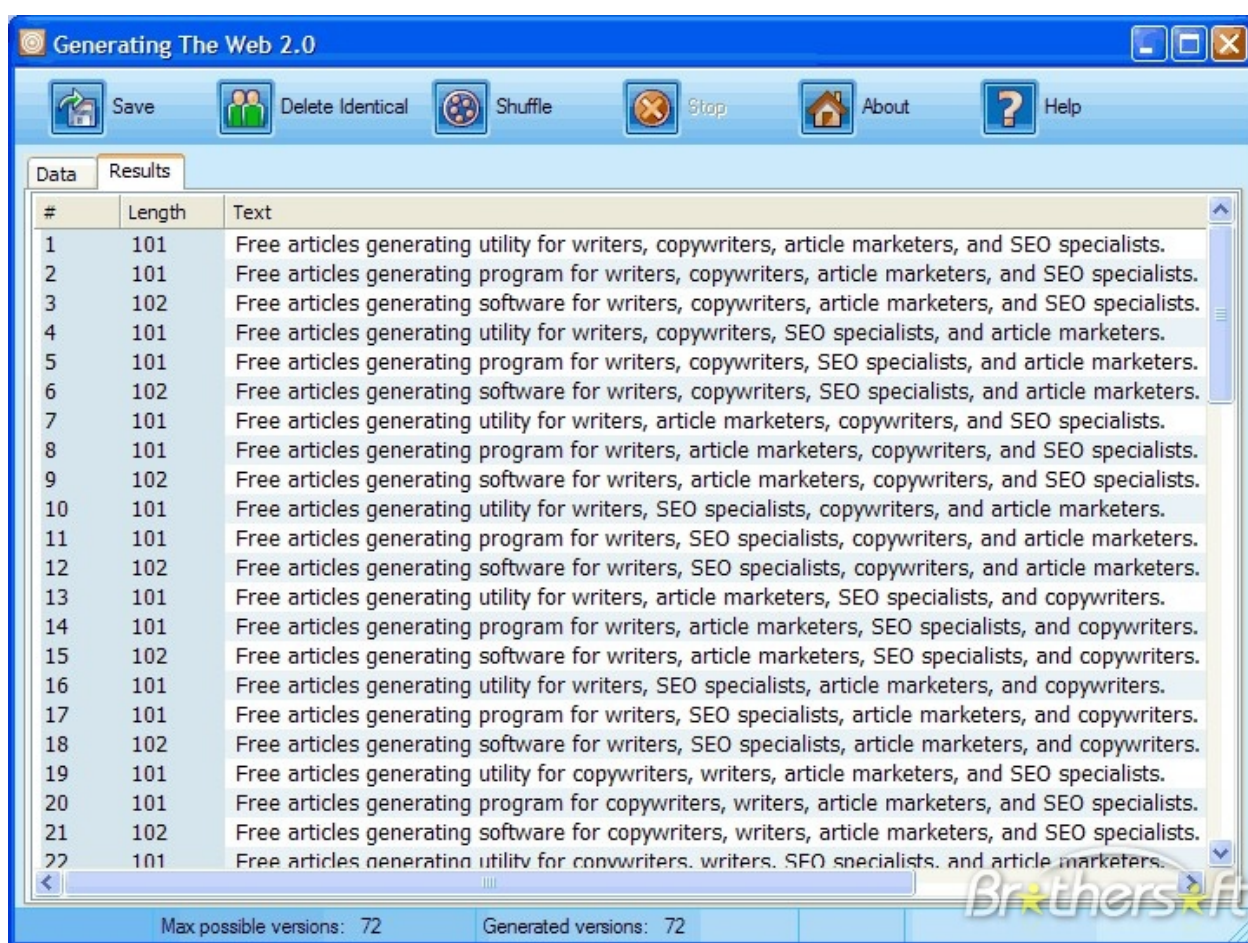 Generating The Web 2.0
Save Delete Identical Shuffle Stop About Help
Data Results
# Length Text
1 101 Free articles generating utility for writers, copywriters, article marketers, and SEO specialists.
2 101 Free articles generating program for writers, copywriters, article marketers, and SEO specialists.
3 102 Free articles generating software for writers, copywriters, article marketers, and SEO specialists.
4 101 Free articles generating utility for writers, copywriters, SEO specialists, and article marketers.
5 101 Free articles generating program for writers, copywriters, SEO specialists, and article marketers.
6 102 Free articles generating software for writers, copywriters, SEO specialists, and article marketers.
7 101 Free articles generating utility for writers, article marketers, copywriters, and SEO specialists.
8 101 Free articles generating program for writers, article marketers, copywriters, and SEO specialists.
9 102 Free articles generating software for writers, article marketers, copywriters, and SEO specialists.
10 101 Free articles generating utility for writers, SEO specialists, copywriters, and article marketers.
11 101 Free articles generating program for writers, SEO specialists, copywriters, and article marketers.
12 102 Free articles generating software for writers, SEO specialists, copywriters, and article marketers.
13 101 Free articles generating utility for writers, article marketers, SEO specialists, and copywriters.
14 101 Free articles generating program for writers, article marketers, SEO specialists, and copywriters.
15 102 Free articles generating software for writers, article marketers, SEO specialists, and copywriters.
16 101 Free articles generating utility for writers, SEO specialists, article marketers, and copywriters.
17 101 Free articles generating program for writers, SEO specialists, article marketers, and copywriters.
18 102 Free articles generating software for writers, SEO specialists, article marketers, and copywriters.
19 101 Free articles generating utility for copywriters, writers, article marketers, and SEO specialists.
20 101 Free articles generating program for copywriters, writers, article marketers, and SEO specialists.
21 102 Free articles generating software for copywriters, writers, article marketers, and SEO specialists.
22 101 Free articles generating utility for copywriters, writers, SEO specialists, and article marketers.
Brothersoft
Max possible versions: 72 Generated versions: 72